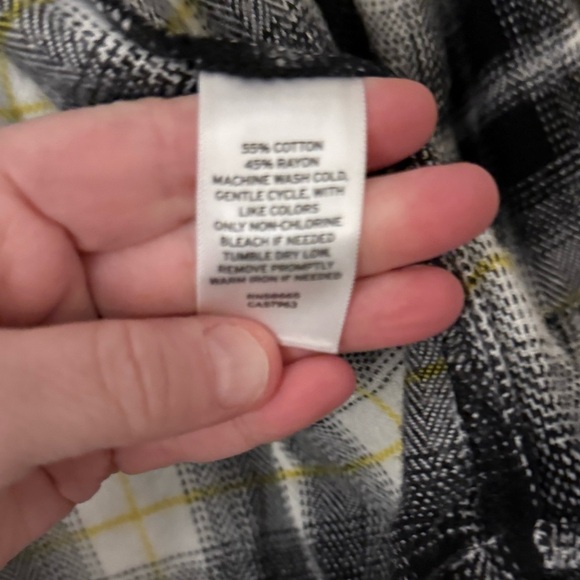 55% COTTON
45% RAYON
MACHINE WASH COLD,
GENTLE CYCLE, WITH
LIKE COLORS
ONLY NON-CHLORINE
BLEACH IF NEEDED
TUMBLE DRY LOW,
REMOVE PROMPTLY
WARM IRON IF NEEDED
CA57963